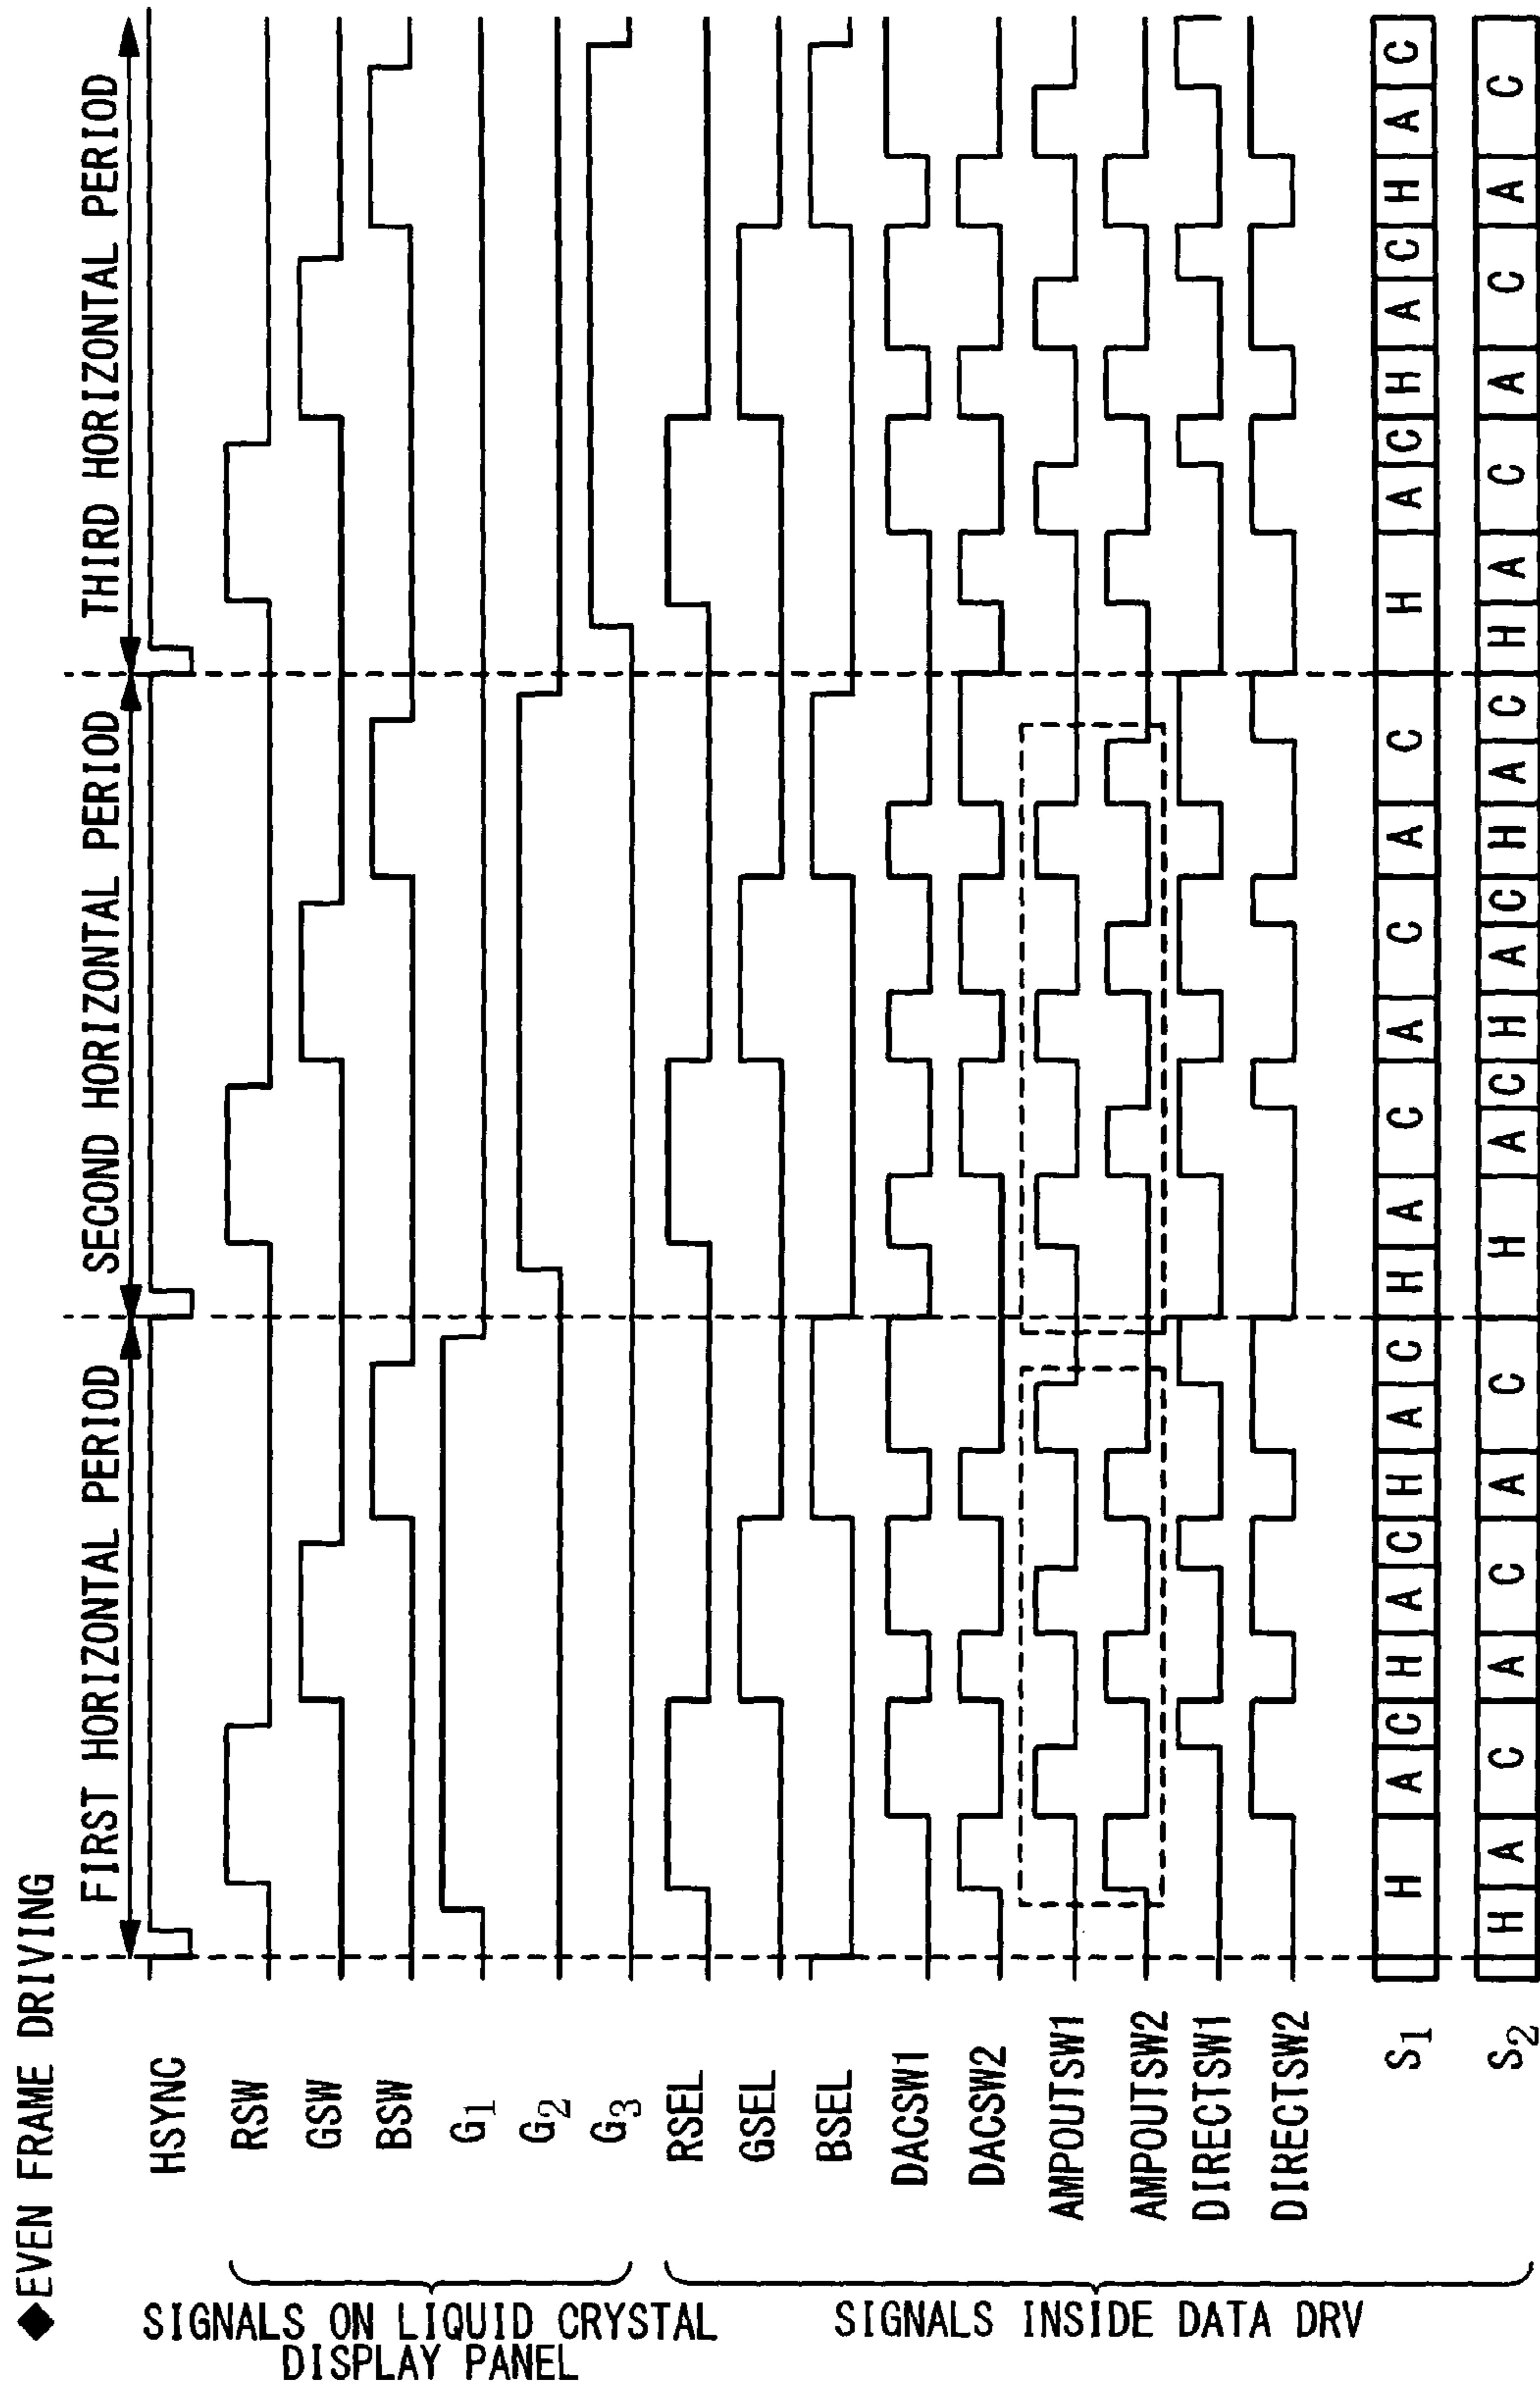 ◆EVEN FRAME DRIVING
FIRST HORIZONTAL PERIOD SECOND HORIZONTAL PERIOD THIRD HORIZONTAL PERIOD
HSYNC
SIGNALS ON LIQUID CRYSTAL
DISPLAY PANEL
RSW
GSW
BSW
G1
G2
G3
SIGNALS INSIDE DATA DRV
RSEL
GSEL
BSEL
DACSW1
DACSW2
AMPOUTSW1
AMPOUTSW2
DIRECTSW1
DIRECTSW2
S1 H A C H A C H A C H A C A C A C H A C H A C H A C
S2 H A C A C A C H A C H A C H A C H A C A C A C